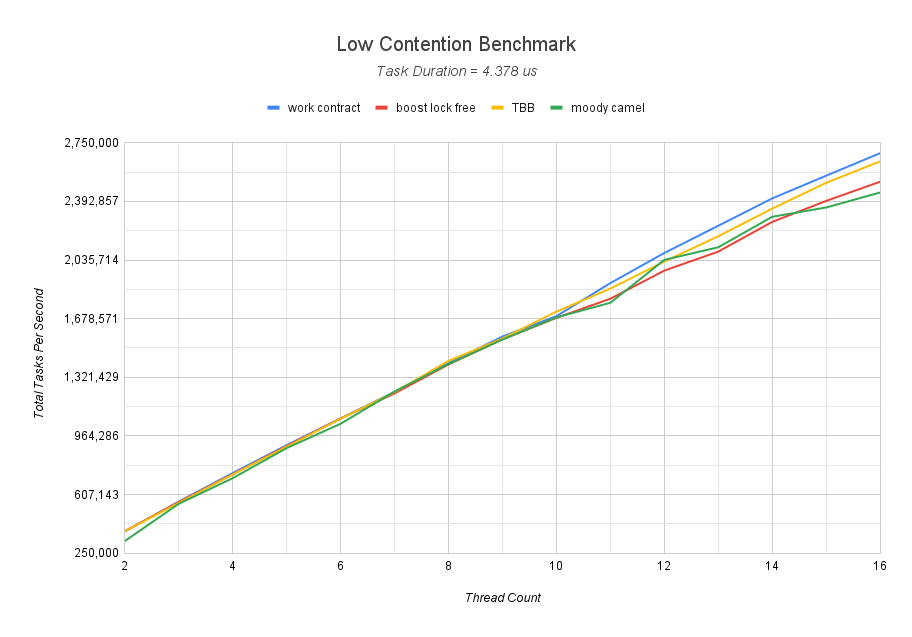 Low Contention Benchmark
Task Duration = 4.378 us
work contract boost lock free TBB moody camel
2,750,000
2,392,857
2,035,714
1,678,571
1,321,429
964,286
607,143
250,000
Total Tasks Per Second
2 4 6 8 10 12 14 16
Thread Count